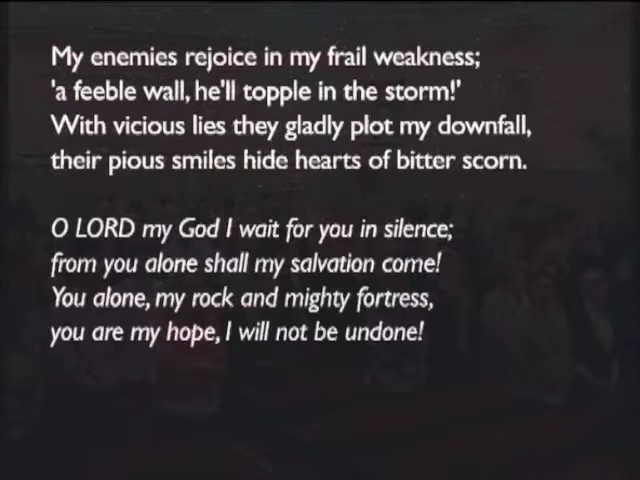 My enemies rejoice in my frail weakness;
'a feeble wall, he'll topple in the storm!'
With vicious lies they gladly plot my downfall,
their pious smiles hide hearts of bitter scorn.
O LORD my God I wait for you in silence;
from you alone shall my salvation come!
You alone, my rock and mighty fortress,
you are my hope, I will not be undone!